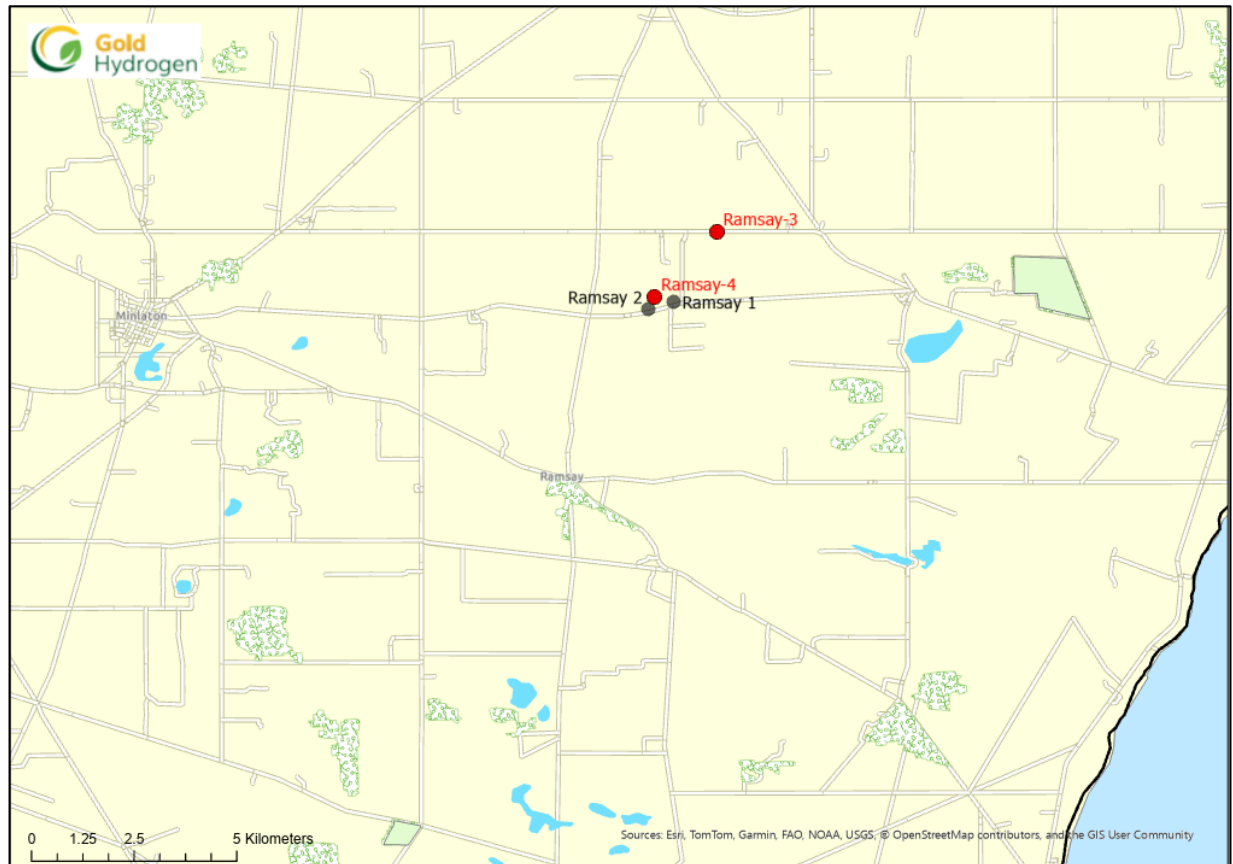 Gold
Hydrogen
Ramsay-3
Ramsay-4
Ramsay 2
Ramsay 1
Minlaton
Ramsay
0 1.25 2.5 5 Kilometers
Sources: Esri, TomTom, Garmin, FAO, NOAA, USGS, © OpenStreetMap contributors, and the GIS User Community